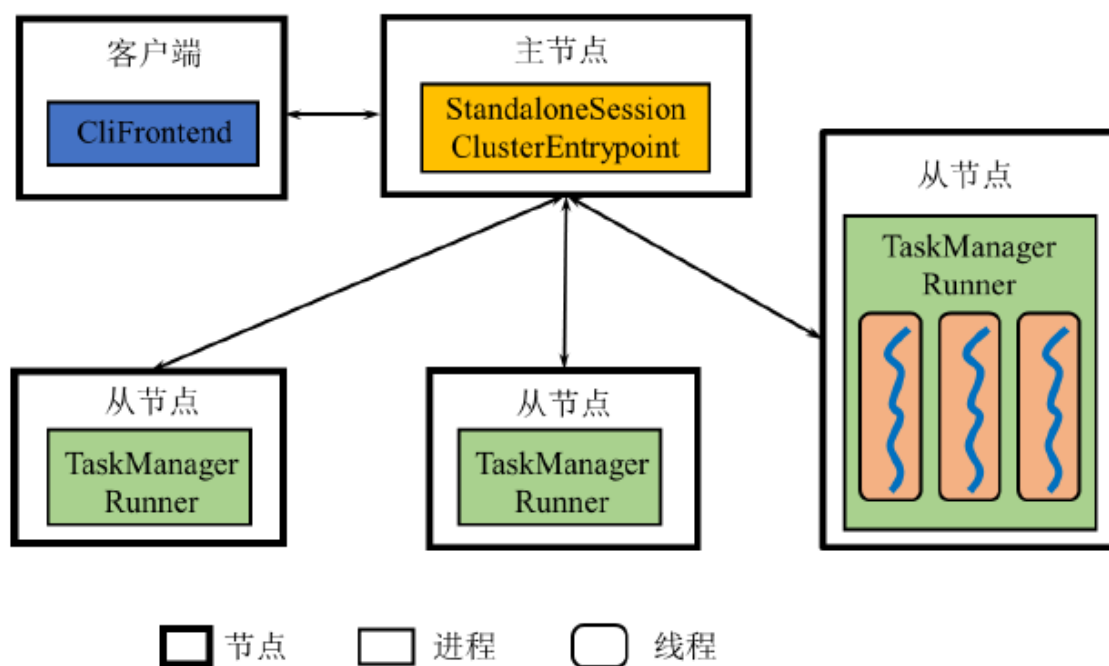 客户端
CliFrontend
主节点
StandaloneSession
ClusterEntrypoint
从节点
TaskManager
Runner
从节点
TaskManager
Runner
从节点
TaskManager
Runner
节点
进程
线程